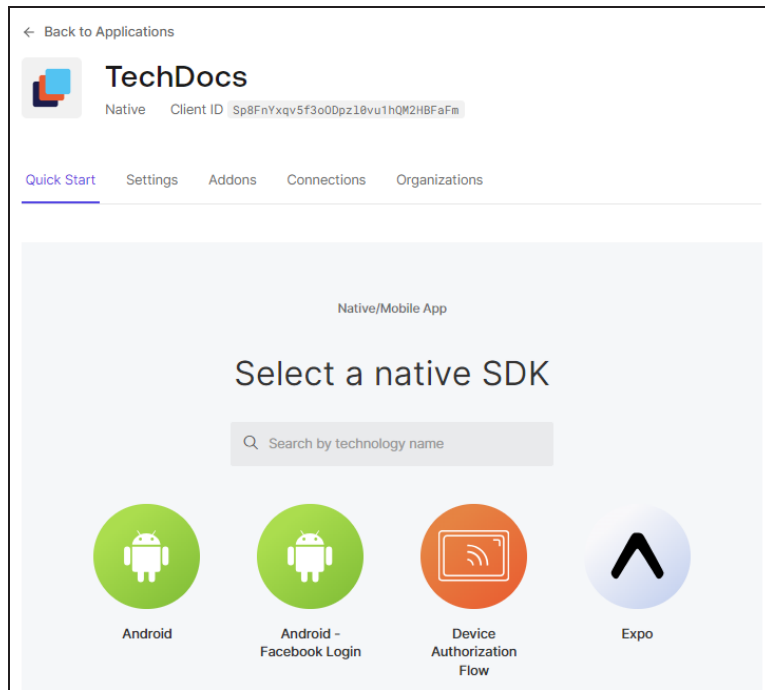 ← Back to Applications
TechDocs
Native Client ID Sp8FnYxqv5f3oODpzl0vu1hQM2HBFaFm
Quick Start Settings Addons Connections Organizations
Native/Mobile App
Select a native SDK
Search by technology name
Android
Android -
Facebook Login
Device
Authorization
Flow
Expo